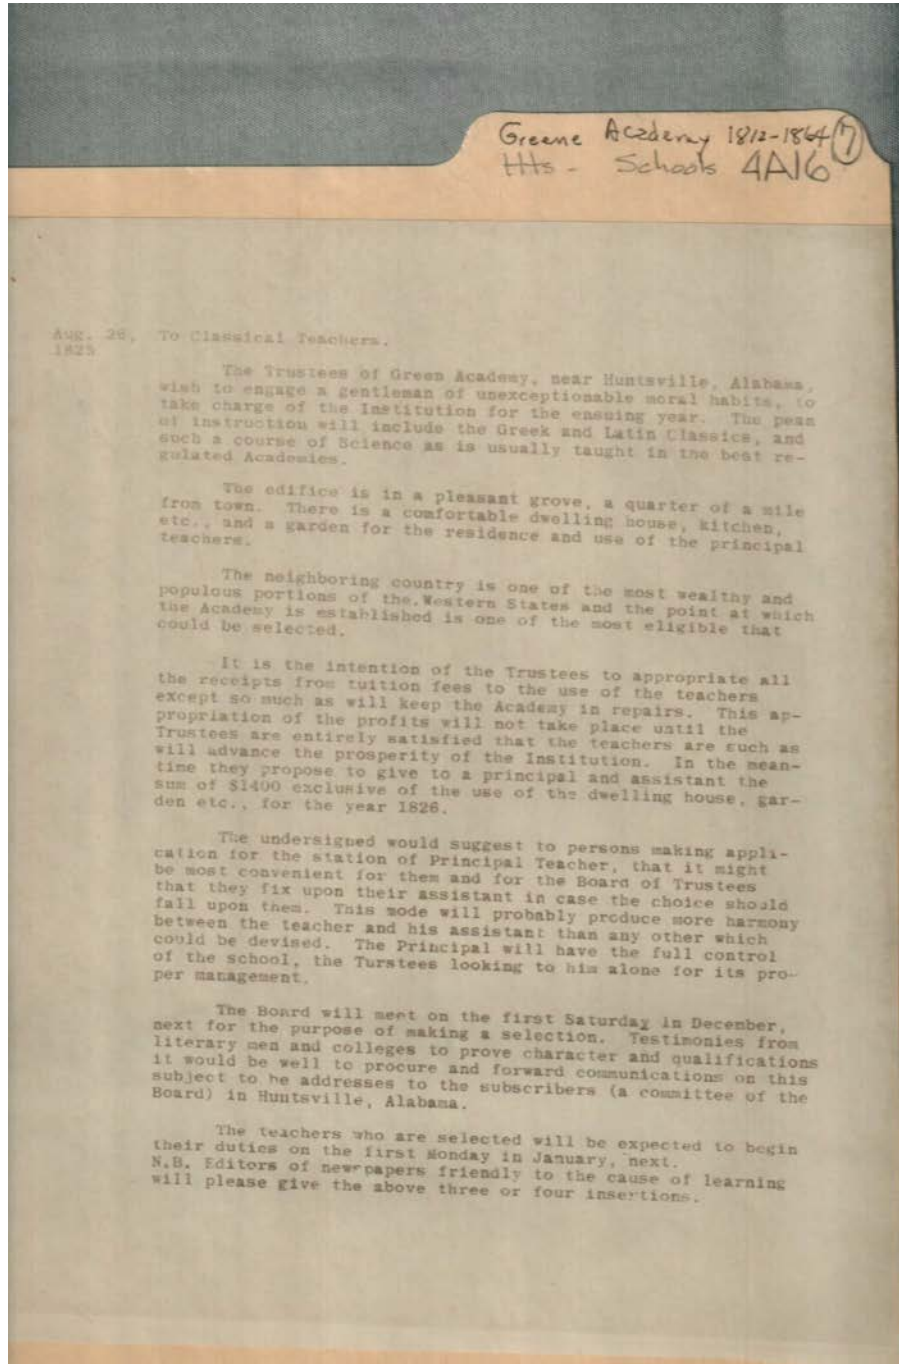 Greene Academy 1812-1864 7
Hts - Schools 4A16
Aug. 26, To Classical Teachers.
1825
The Trustees of Green Academy, near Huntsville, Alabama,
wish to engage a gentleman of unexceptionable moral habits, to
take charge of the Institution for the ensuing year. The pean
of instruction will include the Greek and Latin Classics, and
such a course of Science as is usually taught in the best re-
gulated Academies.
The edifice is in a pleasant grove, a quarter of a mile
from town. There is a comfortable dwelling house, kitchen,
etc., and a garden for the residence and use of the principal
teachers.
The neighboring country is one of the most wealthy and
populous portions of the.Western States and the point at which
the Academy is established is one of the most eligible that
could be selected.
It is the intention of the Trustees to appropriate all
the receipts from tuition fees to the use of the teachers
except so much as will keep the Academy in repairs. This ap-
propriation of the profits will not take place until the
Trustees are entirely satisfied that the teachers are such as
will advance the prosperity of the Institution. In the mean-
time they propose to give to a principal and assistant the
sum of $1400 exclusive of the use of the dwelling house, gar-
den etc., for the year 1826.
The undersigned would suggest to persons making appli-
cation for the station of Principal Teacher, that it might
be most convenient for them and for the Board of Trustees
that they fix upon their assistant in case the choice should
fall upon them. This mode will probably produce more harmony
between the teacher and his assistant than any other which
could be devised. The Principal will have the full control
of the school, the Turstees looking to him alone for its pro-
per management.
The Board will meet on the first Saturday in December,
next for the purpose of making a selection. Testimonies from
literary men and colleges to prove character and qualifications
it would be well to procure and forward communications on this
subject to be addresses to the subscribers (a committee of the
Board) in Huntsville, Alabama.
The teachers who are selected will be expected to begin
their duties on the first Monday in January, next.
N.B. Editors of newspapers friendly to the cause of learning
will please give the above three or four insertions.